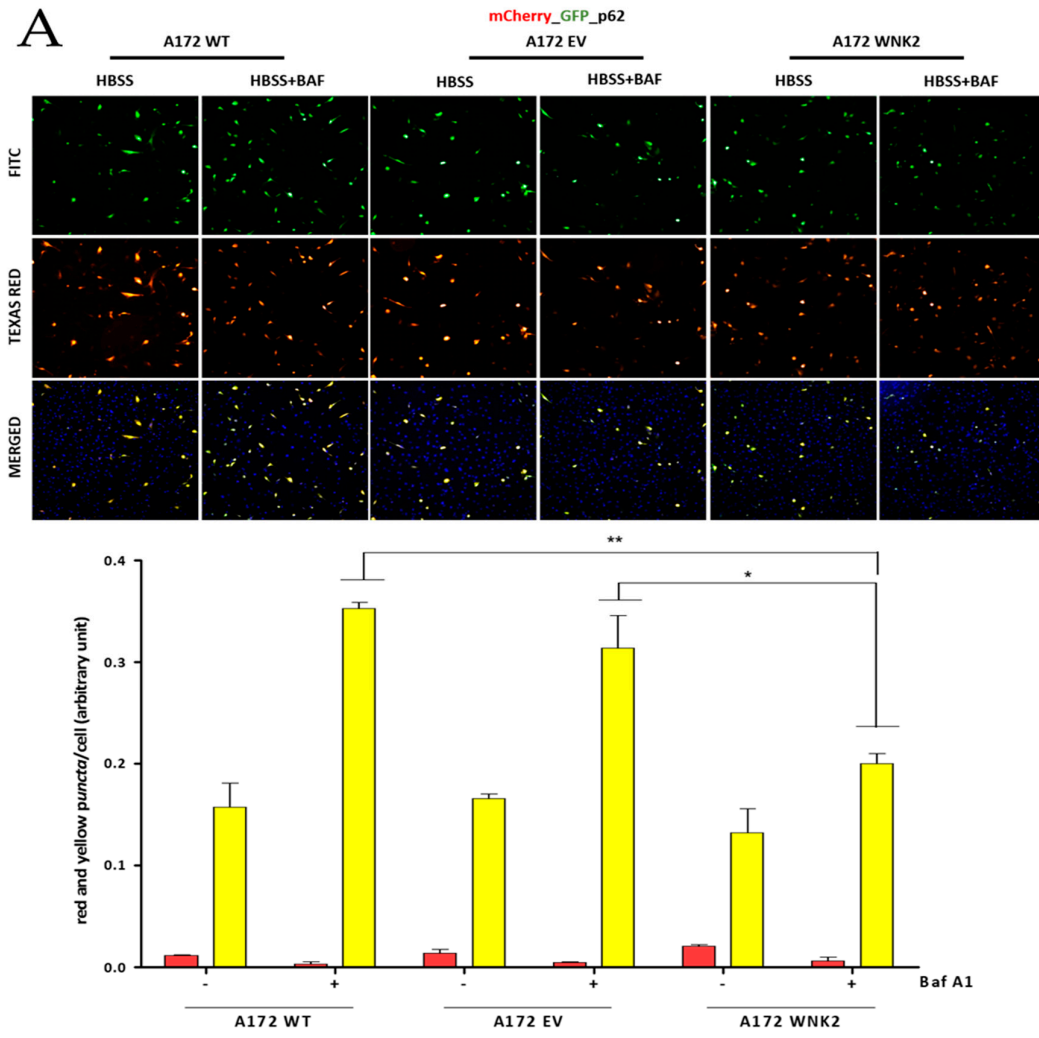 A
mCherry_GFP_p62
A172 WT A172 EV A172 WNK2
HBSS HBSS+BAF HBSS HBSS+BAF HBSS HBSS+BAF
FITC
TEXAS RED
MERGED
**
*
red and yellow puncta/cell (arbitrary unit)
0.4
0.3
0.2
0.1
0.0
- + - + - + Baf A1
A172 WT A172 EV A172 WNK2